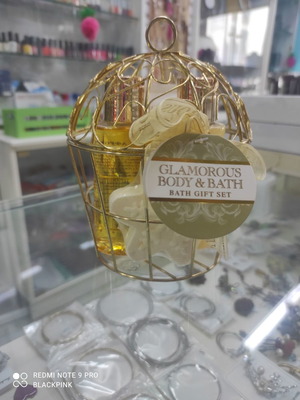 GLAMOROUS
BODY & BATH
BATH GIFT SET
REDMI NOTE 9 PRO
BLACKPINK